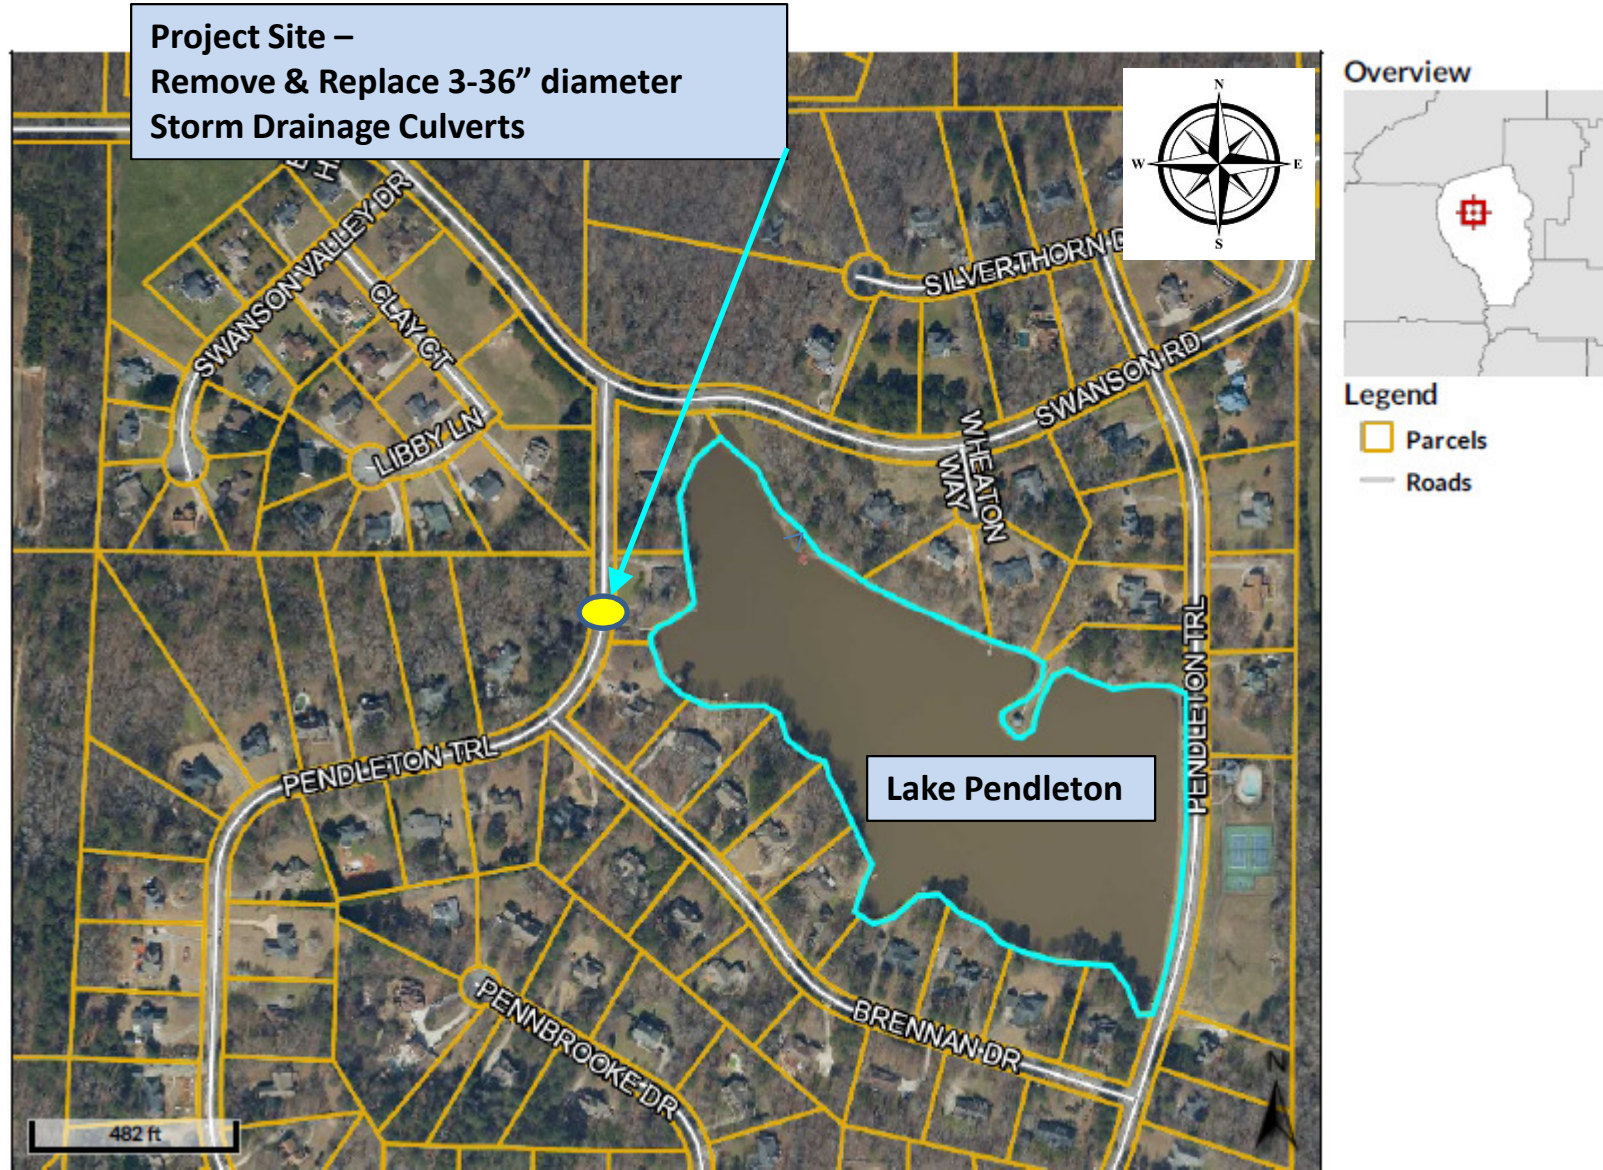 Project Site –
Remove & Replace 3-36” diameter
Storm Drainage Culverts
N
W
E
S
Overview
Legend
Parcels
Roads
SWANSON VALLEY DR
CLAY CT
LIBBY LN
SILVERTHORN D
SWANSON RD
WHEATON
WAY
PENDLETON TRL
PENDLETON TRL
Lake Pendleton
BRENNAN DR
PENNBROOKE DR
N
482 ft